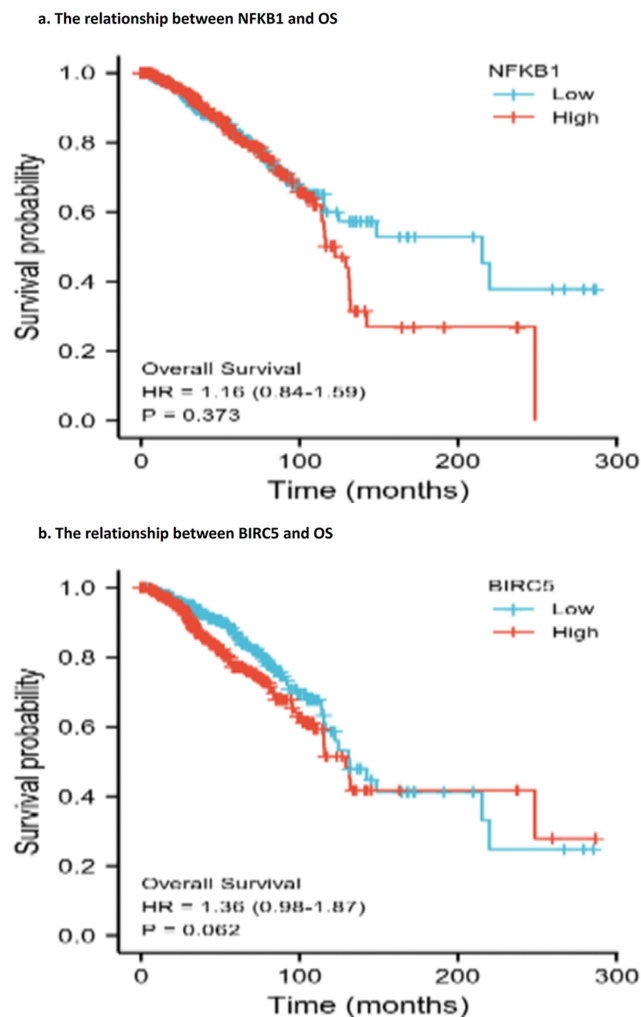 a. The relationship between NFKB1 and OS
NFKB1
Low
High
1.0
0.8
0.6
0.4
0.2
0.0
Survival probability
Overall Survival
HR = 1.16 (0.84-1.59)
P = 0.373
0 100 200 300
Time (months)
b. The relationship between BIRC5 and OS
BIRC5
Low
High
1.0
0.8
0.6
0.4
0.2
0.0
Survival probability
Overall Survival
HR = 1.36 (0.98-1.87)
P = 0.062
0 100 200 300
Time (months)